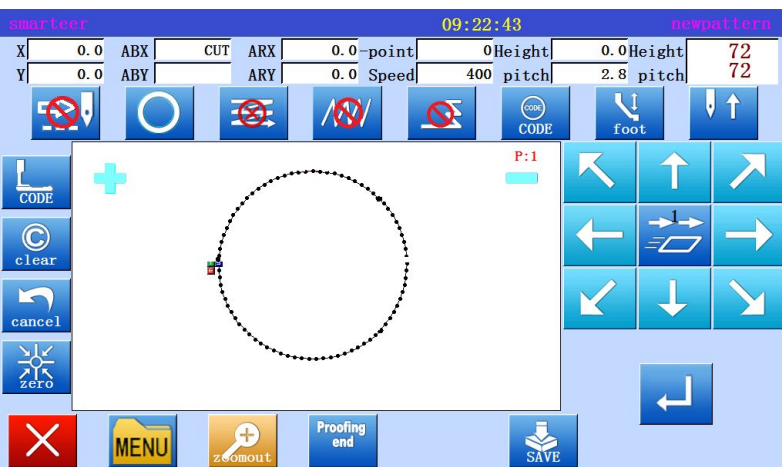 smarteer 09:22:43 newpattern
X 0.0 ABX CUT ARX 0.0 -point 0 Height 0.0 Height 72
Y 0.0 ABY ARY 0.0 Speed 400 pitch 2.8 pitch 72
CODE
CODE foot
P:1
CODE
C
clear
1
cancel
zero
MENU
zoomout
Proofing
end
SAVE